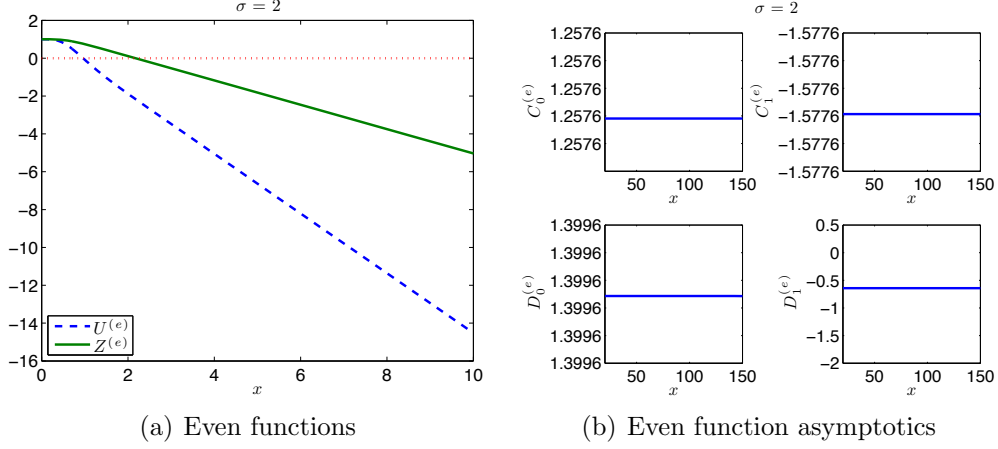 σ = 2
2
0
−2
−4
−6
−8
−10
−12
−14
−16
0 2 4 6 8 10
x
U^(e)
Z^(e)
(a) Even functions
σ = 2
1.2576
1.2576
1.2576
1.2576
1.2576
C_0^(e)
50 100 150
x
−1.5776
−1.5776
−1.5776
−1.5776
−1.5776
−1.5776
C_1^(e)
50 100 150
x
1.3996
1.3996
1.3996
1.3996
1.3996
1.3996
D_0^(e)
50 100 150
x
0.5
0
−0.5
−1
−1.5
−2
D_1^(e)
50 100 150
x
(b) Even function asymptotics